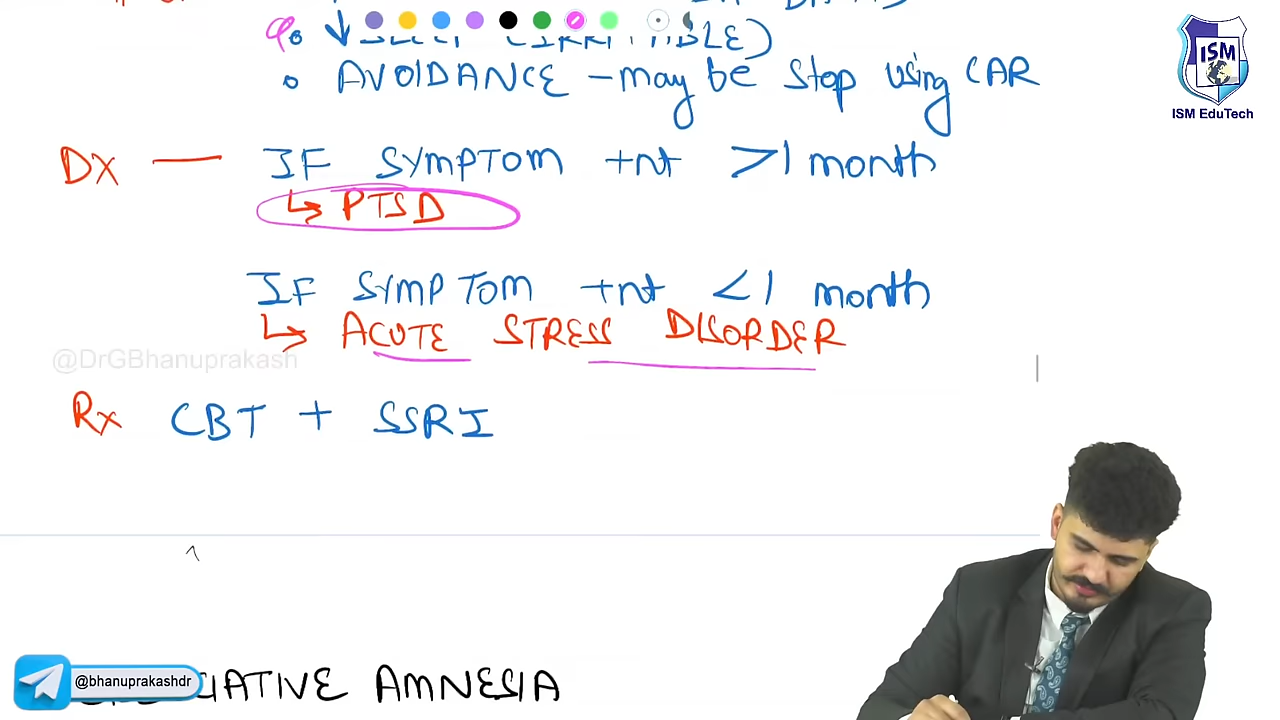 ISM
ISM EduTech
AVOIDANCE - may be stop using CAR
DX — IF SYMPTOM +nt >1 month
↳ PTSD
IF SYMPTOM +nt <1 month
↳ ACUTE STRESS DISORDER
@DrGBhanuprakash
Rx CBT + SSRI
@bhanuprakashdr
AMNESIA